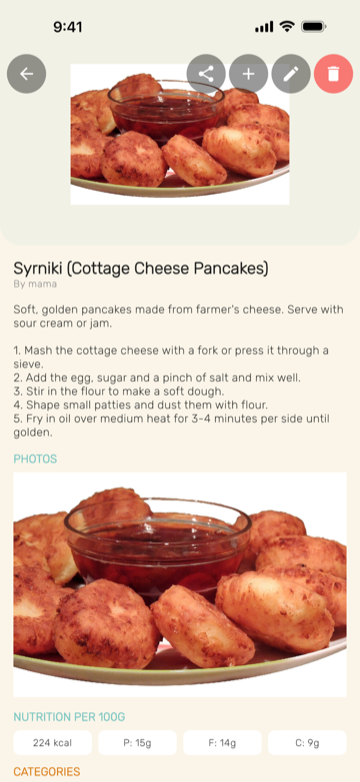 9:41
Syrniki (Cottage Cheese Pancakes)
By mama
Soft, golden pancakes made from farmer's cheese. Serve with
sour cream or jam.
1. Mash the cottage cheese with a fork or press it through a
sieve.
2. Add the egg, sugar and a pinch of salt and mix well.
3. Stir in the flour to make a soft dough.
4. Shape small patties and dust them with flour.
5. Fry in oil over medium heat for 3-4 minutes per side until
golden.
PHOTOS
NUTRITION PER 100G
224 kcal
P: 15g
F: 14g
C: 9g
CATEGORIES